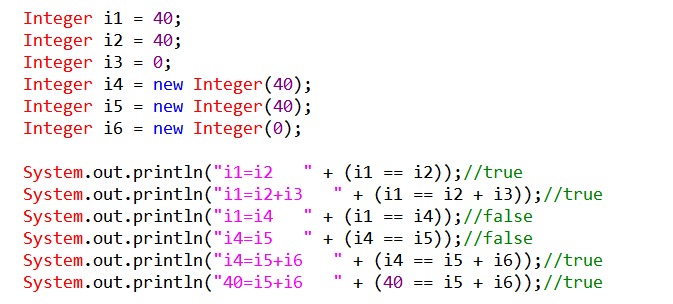 Integer i1 = 40;
Integer i2 = 40;
Integer i3 = 0;
Integer i4 = new Integer(40);
Integer i5 = new Integer(40);
Integer i6 = new Integer(0);
System.out.println("i1=i2   " + (i1 == i2));//true
System.out.println("i1=i2+i3   " + (i1 == i2 + i3));//true
System.out.println("i1=i4   " + (i1 == i4));//false
System.out.println("i4=i5   " + (i4 == i5));//false
System.out.println("i4=i5+i6   " + (i4 == i5 + i6));//true
System.out.println("40=i5+i6   " + (40 == i5 + i6));//true